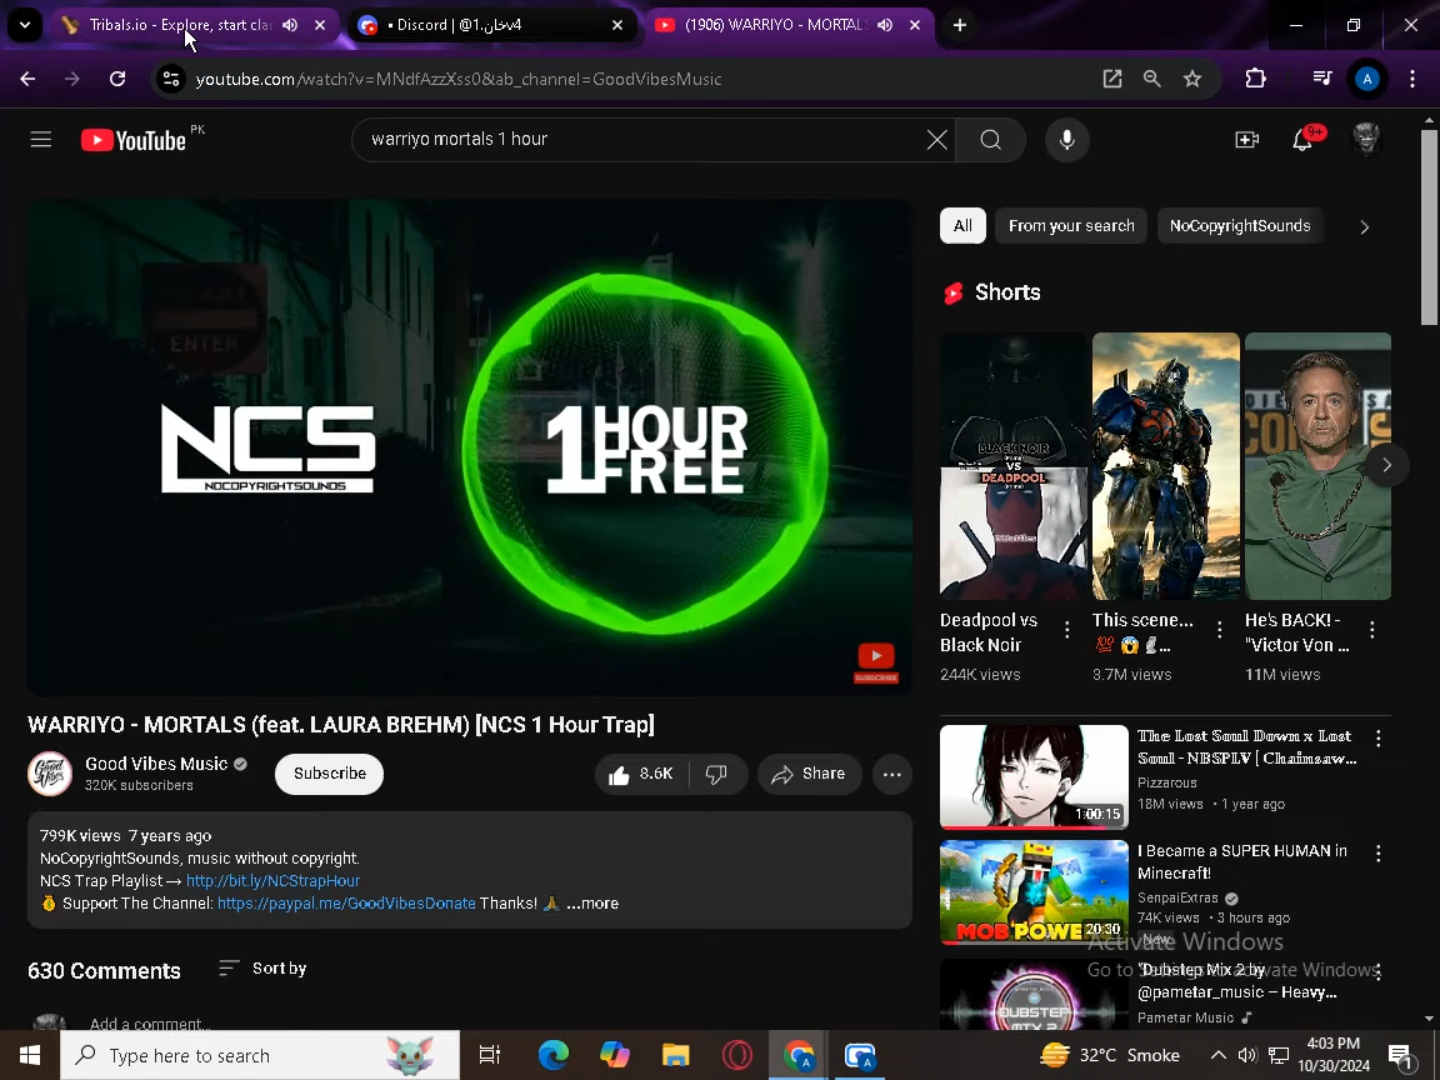 Tribals.io - Explore, start cla
• Discord | @1.خانv4
(1906) WARRIYO - MORTALS
youtube.com/watch?v=MNdfAzzXss0&ab_channel=GoodVibesMusic
A
YouTube PK
warriyo mortals 1 hour
9+
ENTER
NCS
NOCOPYRIGHTSOUNDS
1 HOUR
FREE
SUBSCRIBE
All
From your search
NoCopyrightSounds
Shorts
BLACK NOIR
VS
DEADPOOL
Deadpool vs
Black Noir
244K views
This scene...
💯 😱 ...
3.7M views
He's BACK! -
"Victor Von ...
11M views
WARRIYO - MORTALS (feat. LAURA BREHM) [NCS 1 Hour Trap]
Good Vibes Music
320K subscribers
Subscribe
8.6K
Share
799K views 7 years ago
NoCopyrightSounds, music without copyright.
NCS Trap Playlist → http://bit.ly/NCStrapHour
💰 Support The Channel: https://paypal.me/GoodVibesDonate Thanks! 🙏 ...more
630 Comments
Sort by
Add a comment...
1:00:15
𝕿𝖍𝖊 𝕷𝖔𝖘𝖙 𝕾𝖔𝖚𝖑 𝕯𝖔𝖜𝖓 𝖝 𝕷𝖔𝖘𝖙
𝕾𝖔𝖚𝖑 - 𝕹𝕭𝕾𝕻𝕷𝖁 [ 𝕮𝖍𝖆𝖎𝖓𝖘𝖆𝖜...
Pizzarous
18M views • 1 year ago
MOB POWE
20:30
I Became a SUPER HUMAN in
Minecraft!
SenpaiExtras
74K views • 3 hours ago
New
DUBSTEP
MIX 2
'Dubstep Mix 2 by
@pametar_music – Heavy...
Pametar Music
Activate Windows
Go to Settings to activate Windows.
Type here to search
32°C Smoke
4:03 PM
10/30/2024
1